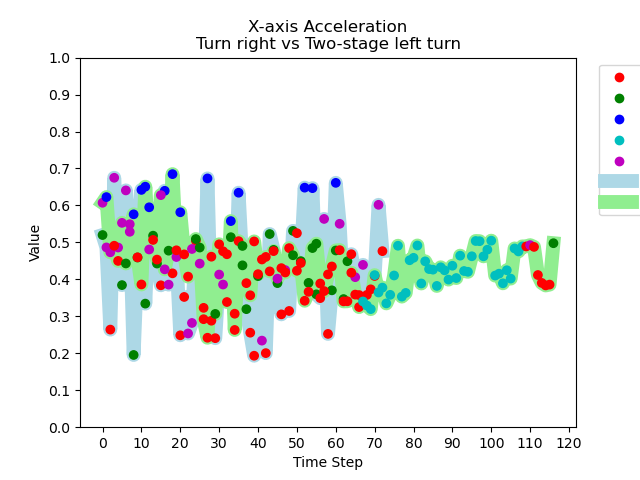 X-axis Acceleration
Turn right vs Two-stage left turn
1.0
0.9
0.8
0.7
0.6
0.5
0.4
0.3
0.2
0.1
0.0
Value
0 10 20 30 40 50 60 70 80 90 100 110 120
Time Step